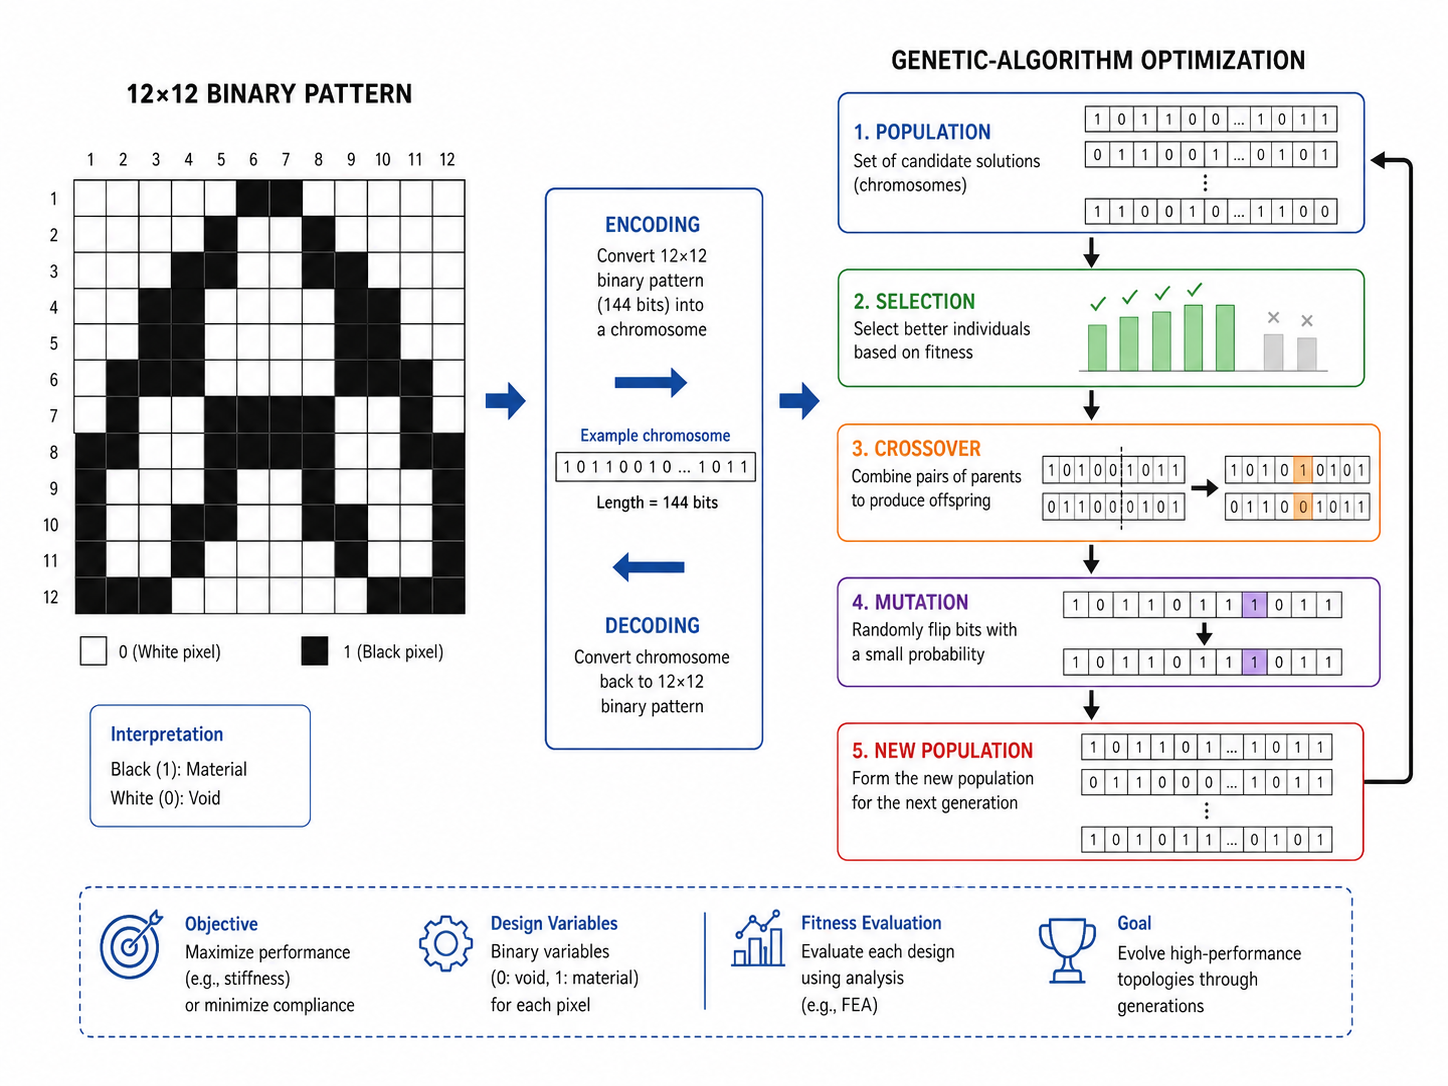 12×12 BINARY PATTERN
1 2 3 4 5 6 7 8 9 10 11 12
1
2
3
4
5
6
7
8
9
10
11
12
0 (White pixel)
1 (Black pixel)
Interpretation
Black (1): Material
White (0): Void
ENCODING
Convert 12×12
binary pattern
(144 bits) into
a chromosome
Example chromosome
1 0 1 1 0 0 1 0 ... 1 0 1 1
Length = 144 bits
DECODING
Convert chromosome
back to 12×12
binary pattern
GENETIC-ALGORITHM OPTIMIZATION
1. POPULATION
Set of candidate solutions
(chromosomes)
1 0 1 1 0 0 ... 1 0 1 1
0 1 1 0 0 1 ... 0 1 0 1
⋮
1 1 0 0 1 0 ... 1 1 0 0
2. SELECTION
Select better individuals
based on fitness
3. CROSSOVER
Combine pairs of parents
to produce offspring
1 0 1 0 0 1 0 1 1
0 1 1 0 0 0 1 0 1
1 0 1 0 1 0 1 0 1
0 1 1 0 0 1 0 1 1
4. MUTATION
Randomly flip bits with
a small probability
1 0 1 1 0 1 1 1 0 1 1
1 0 1 1 0 1 1 1 0 1 1
5. NEW POPULATION
Form the new population
for the next generation
1 0 1 1 0 1 ... 1 0 1 1
0 1 1 0 0 0 ... 1 0 1 1
⋮
1 0 1 0 1 1 ... 0 1 0 1
Objective
Maximize performance
(e.g., stiffness)
or minimize compliance
Design Variables
Binary variables
(0: void, 1: material)
for each pixel
Fitness Evaluation
Evaluate each design
using analysis
(e.g., FEA)
Goal
Evolve high-performance
topologies through
generations